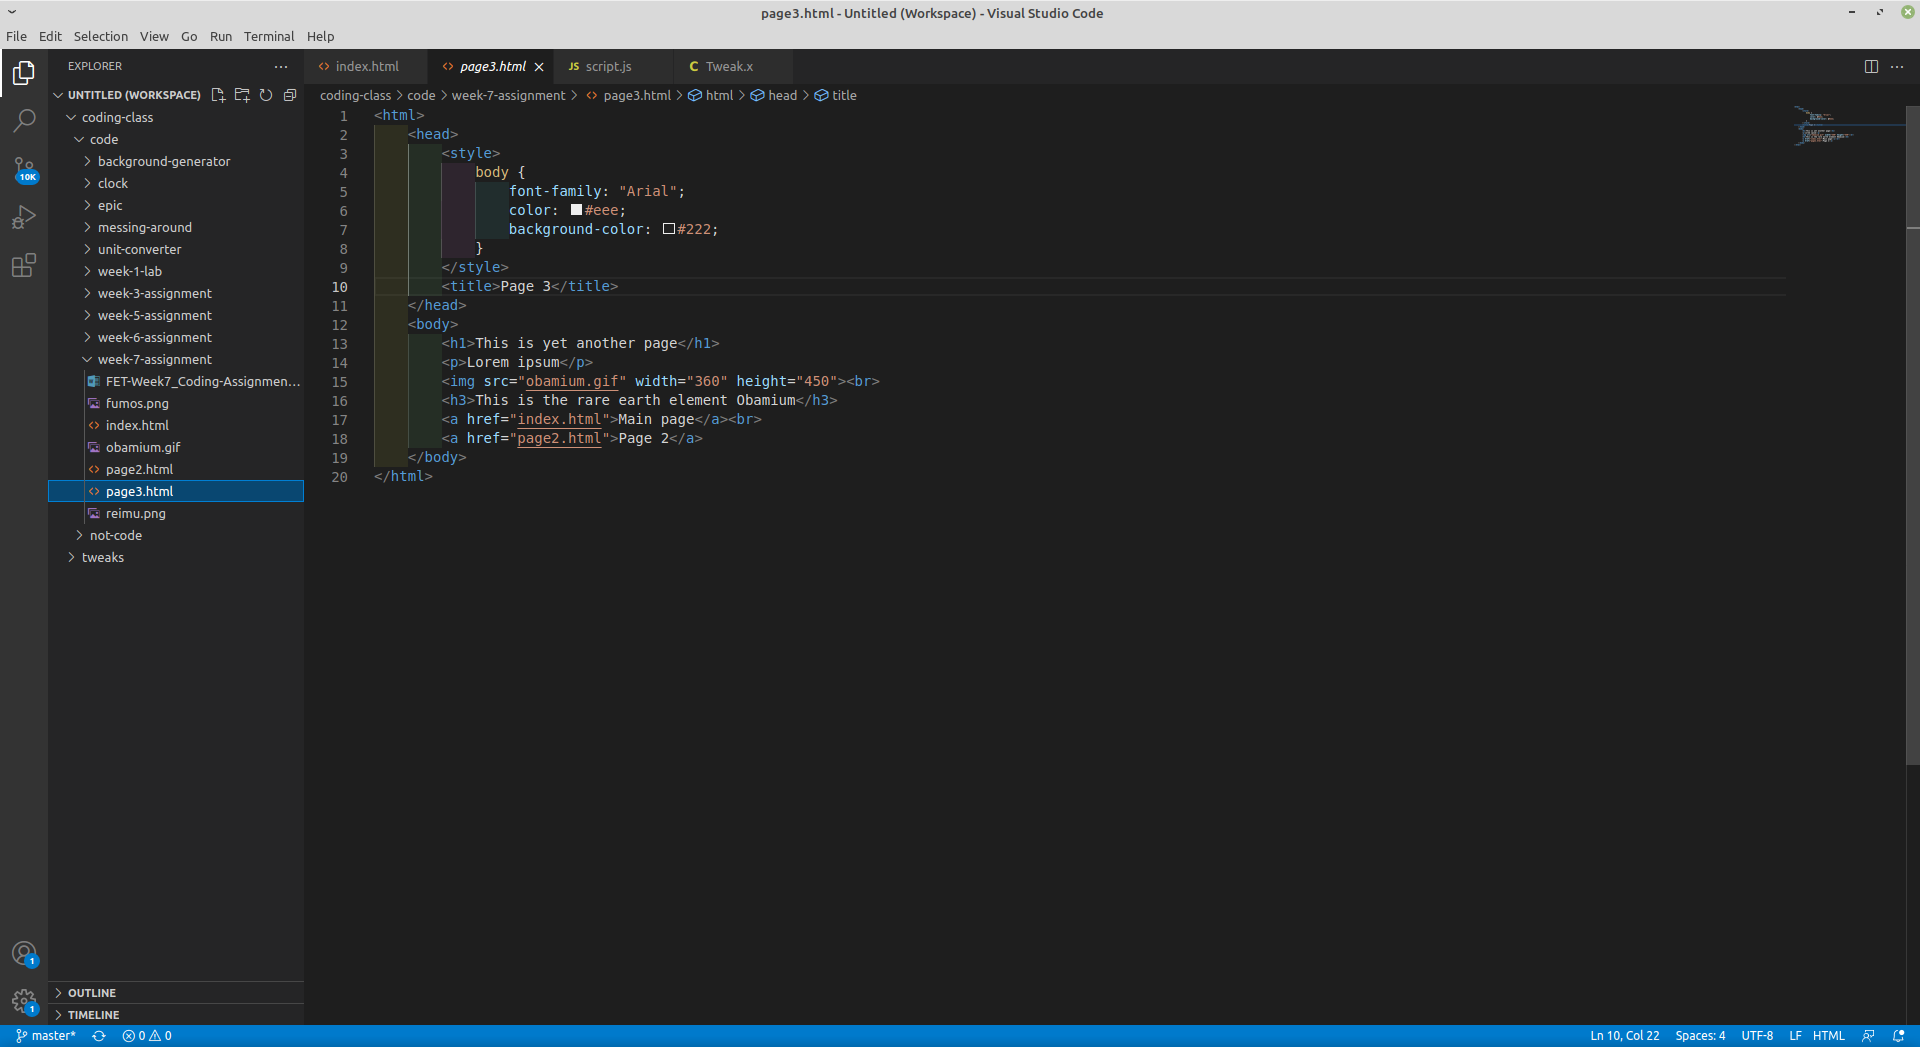 page3.html - Untitled (Workspace) - Visual Studio Code
File Edit Selection View Go Run Terminal Help
EXPLORER
UNTITLED (WORKSPACE)
coding-class
code
background-generator
clock
epic
messing-around
unit-converter
week-1-lab
week-3-assignment
week-5-assignment
week-6-assignment
week-7-assignment
FET-Week7_Coding-Assignmen...
fumos.png
index.html
obamium.gif
page2.html
page3.html
reimu.png
not-code
tweaks
OUTLINE
TIMELINE
10K
1
1
index.html page3.html JS script.js C Tweak.x
coding-class > code > week-7-assignment > page3.html > html > head > title
1 <html>
2 <head>
3 <style>
4 body {
5 font-family: "Arial";
6 color: #eee;
7 background-color: #222;
8 }
9 </style>
10 <title>Page 3</title>
11 </head>
12 <body>
13 <h1>This is yet another page</h1>
14 <p>Lorem ipsum</p>
15 <img src="obamium.gif" width="360" height="450"><br>
16 <h3>This is the rare earth element Obamium</h3>
17 <a href="index.html">Main page</a><br>
18 <a href="page2.html">Page 2</a>
19 </body>
20 </html>
master* 0 0 Ln 10, Col 22 Spaces: 4 UTF-8 LF HTML